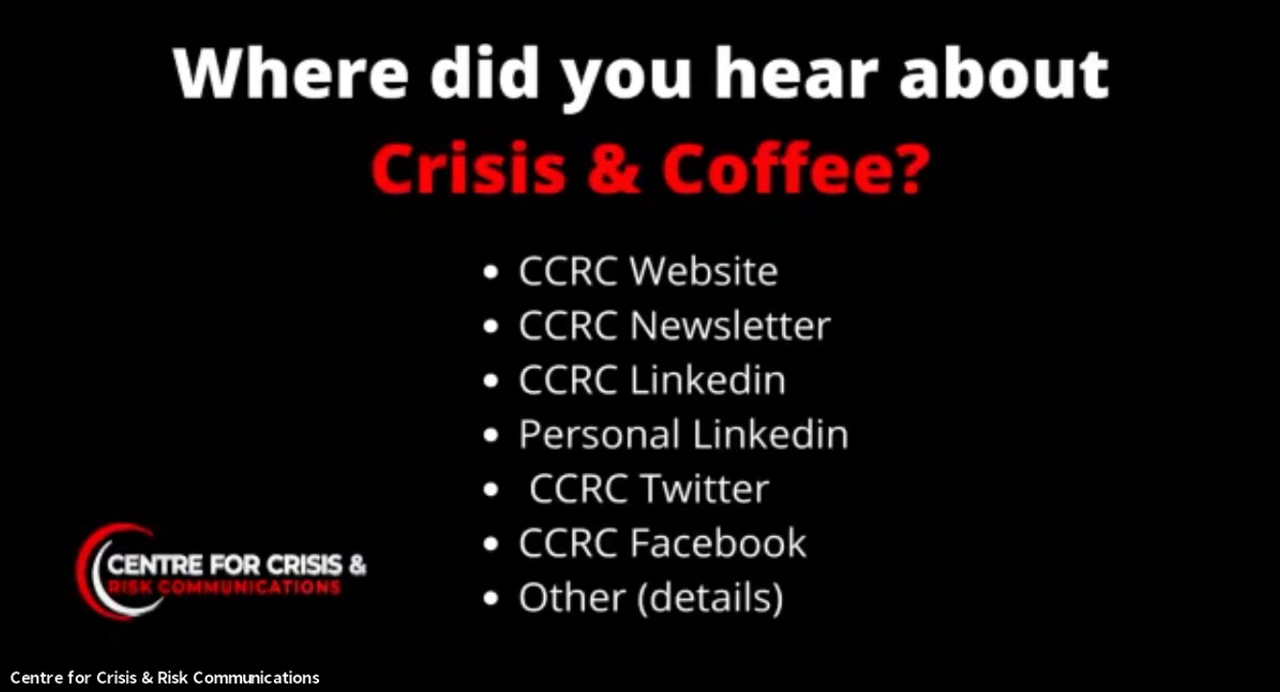 Where did you hear about
Crisis & Coffee?
• CCRC Website
• CCRC Newsletter
• CCRC Linkedin
• Personal Linkedin
• CCRC Twitter
• CCRC Facebook
• Other (details)
CENTRE FOR CRISIS &
RISK COMMUNICATIONS
Centre for Crisis & Risk Communications